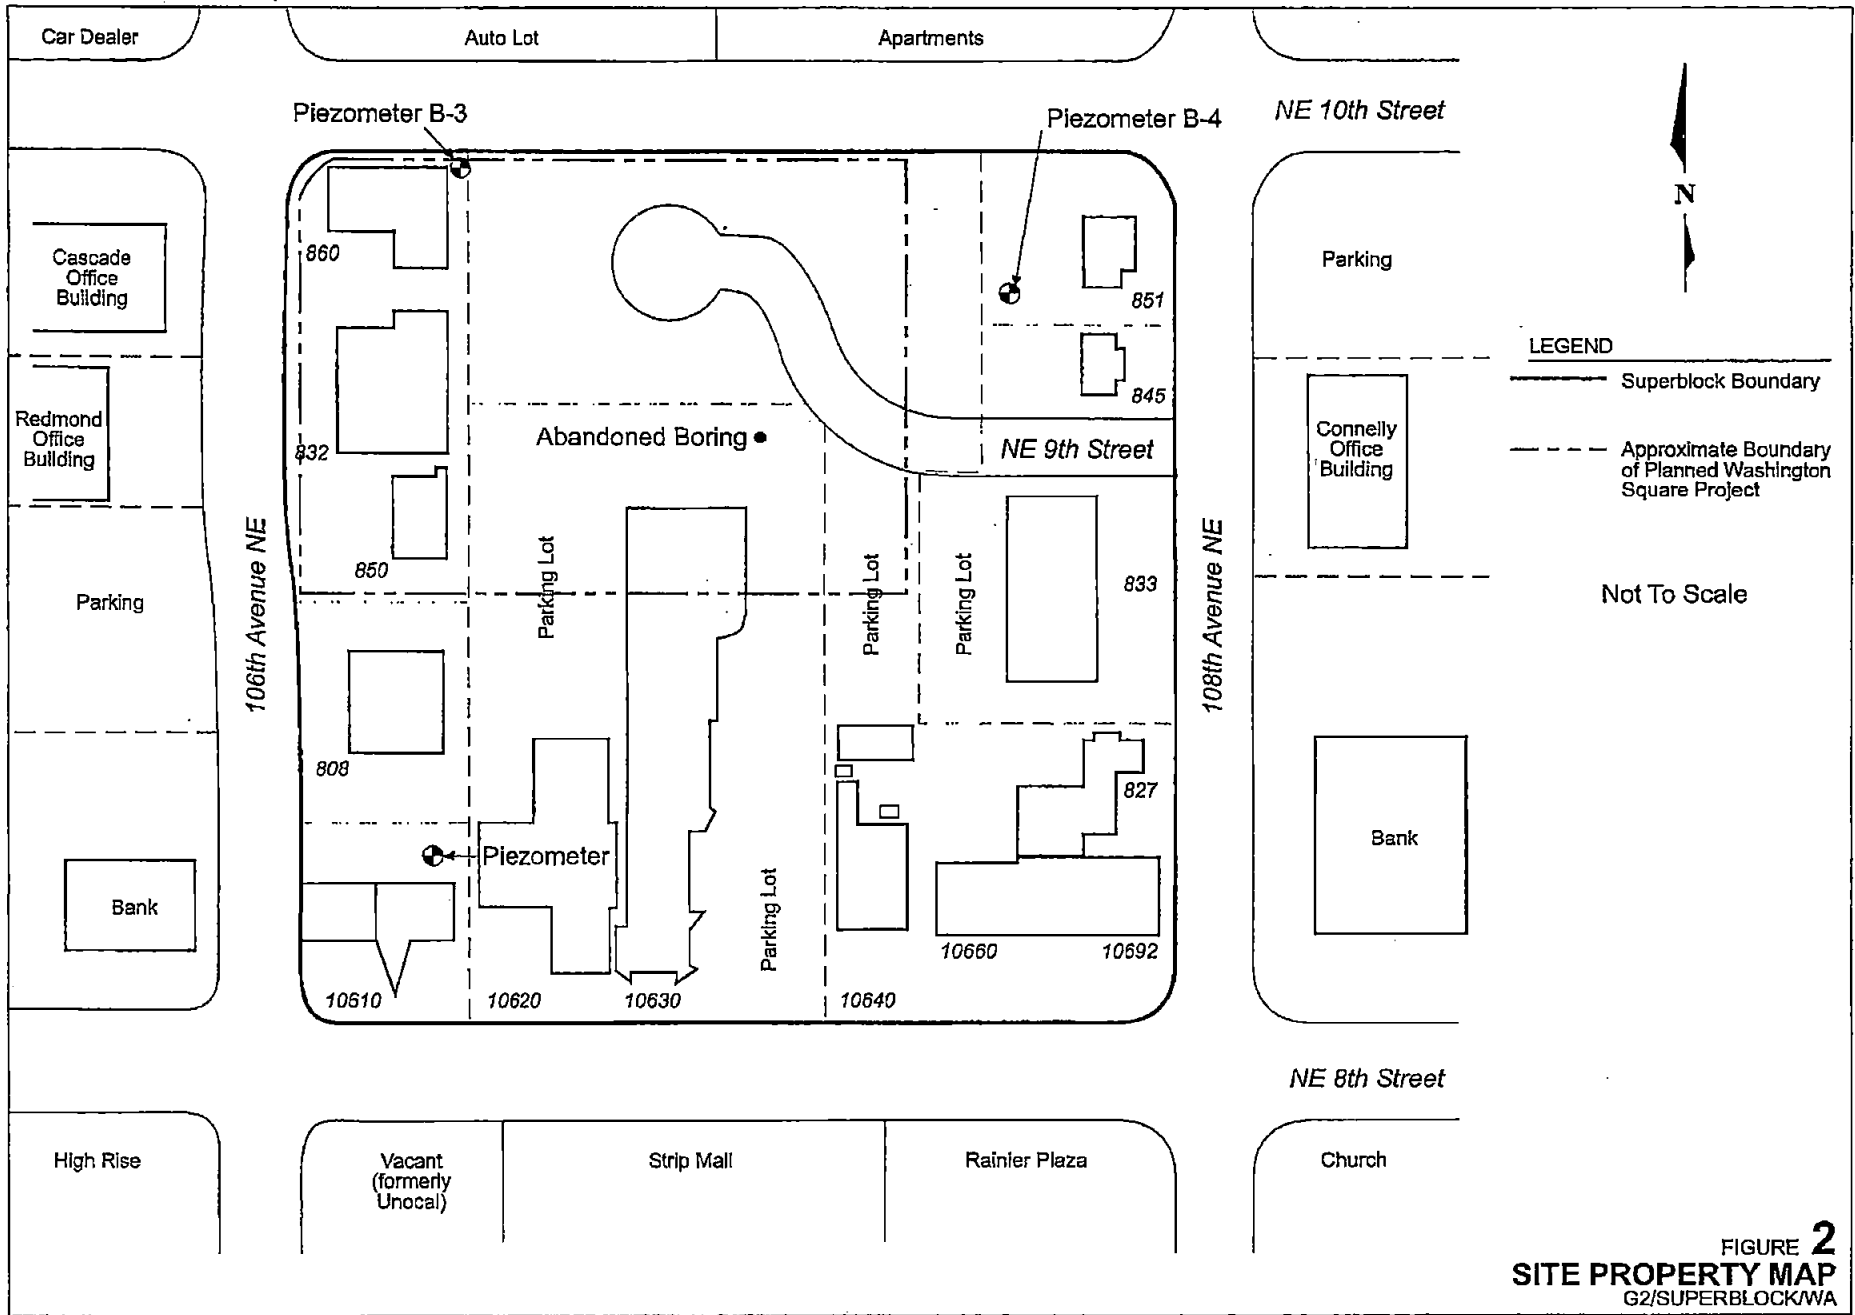 Car Dealer
Auto Lot
Apartments
NE 10th Street
Piezometer B-3
Piezometer B-4
N
860
Cascade
Office
Building
851
Parking
LEGEND
Superblock Boundary
Approximate Boundary
of Planned Washington
Square Project
Not To Scale
845
Redmond
Office
Building
832
Abandoned Boring
NE 9th Street
Connelly
Office
Building
850
106th Avenue NE
Parking Lot
Parking Lot
Parking Lot
833
108th Avenue NE
Parking
808
827
Piezometer
Bank
Bank
Parking Lot
10660
10692
10610
10620
10630
10640
NE 8th Street
High Rise
Vacant
(formerly
Unocal)
Strip Mall
Rainier Plaza
Church
FIGURE 2
SITE PROPERTY MAP
G2/SUPERBLOCK/WA